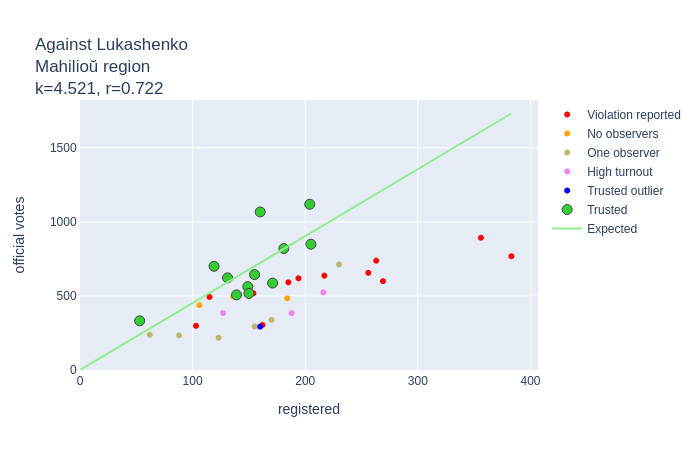 Against Lukashenko
Mahilioŭ region
k=4.521, r=0.722
official votes
1500
1000
500
0
0
100
200
300
400
registered
Violation reported
No observers
One observer
High turnout
Trusted outlier
Trusted
Expected